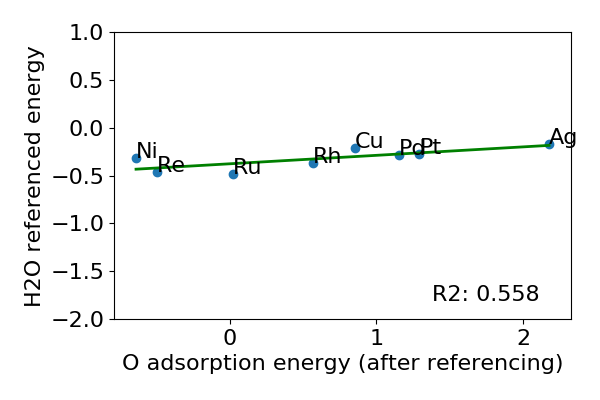 1.0
0.5
0.0
−0.5
−1.0
−1.5
−2.0
H2O referenced energy
Ni
Re
Ru
Rh
Cu
Pd
Pt
Ag
R2: 0.558
0
1
2
O adsorption energy (after referencing)